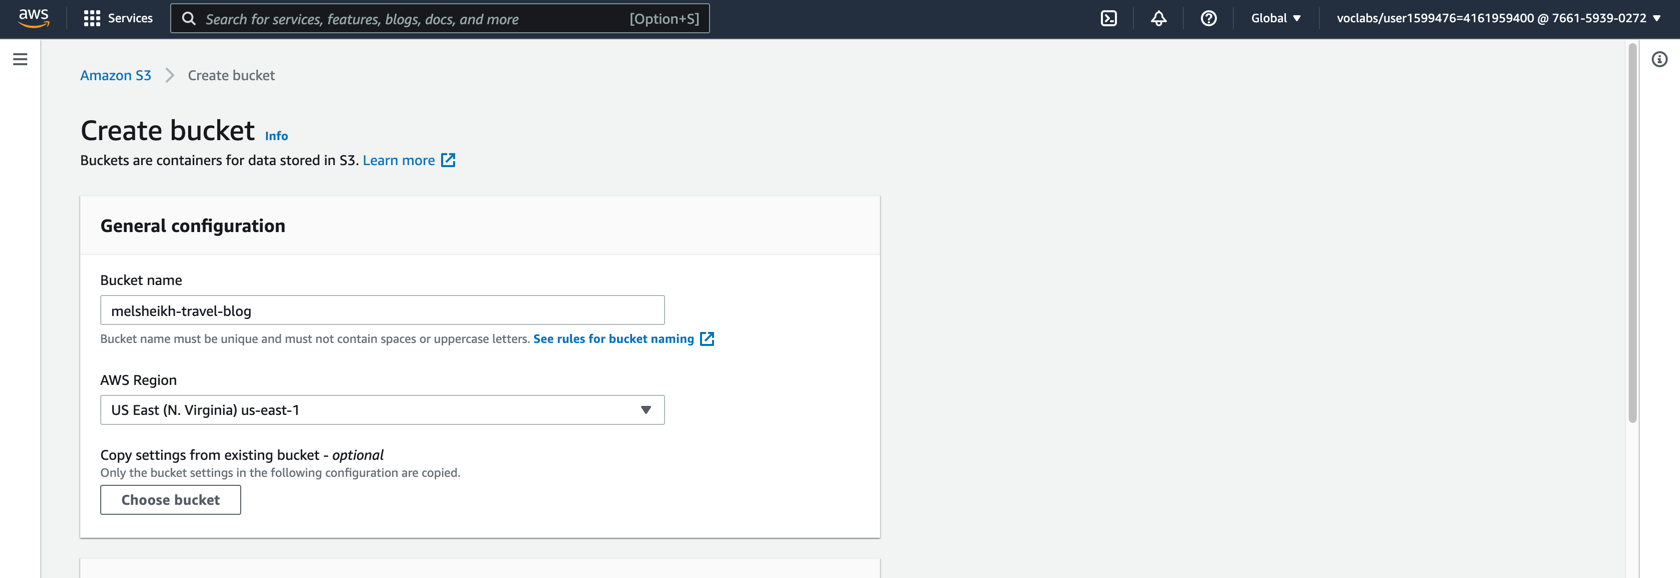 aws Services Search for services, features, blogs, docs, and more [Option+S] Global voclabs/user1599476=4161959400 @ 7661-5939-0272
Amazon S3 Create bucket
Create bucket Info
Buckets are containers for data stored in S3. Learn more
General configuration
Bucket name
melsheikh-travel-blog
Bucket name must be unique and must not contain spaces or uppercase letters. See rules for bucket naming
AWS Region
US East (N. Virginia) us-east-1
Copy settings from existing bucket - optional
Only the bucket settings in the following configuration are copied.
Choose bucket